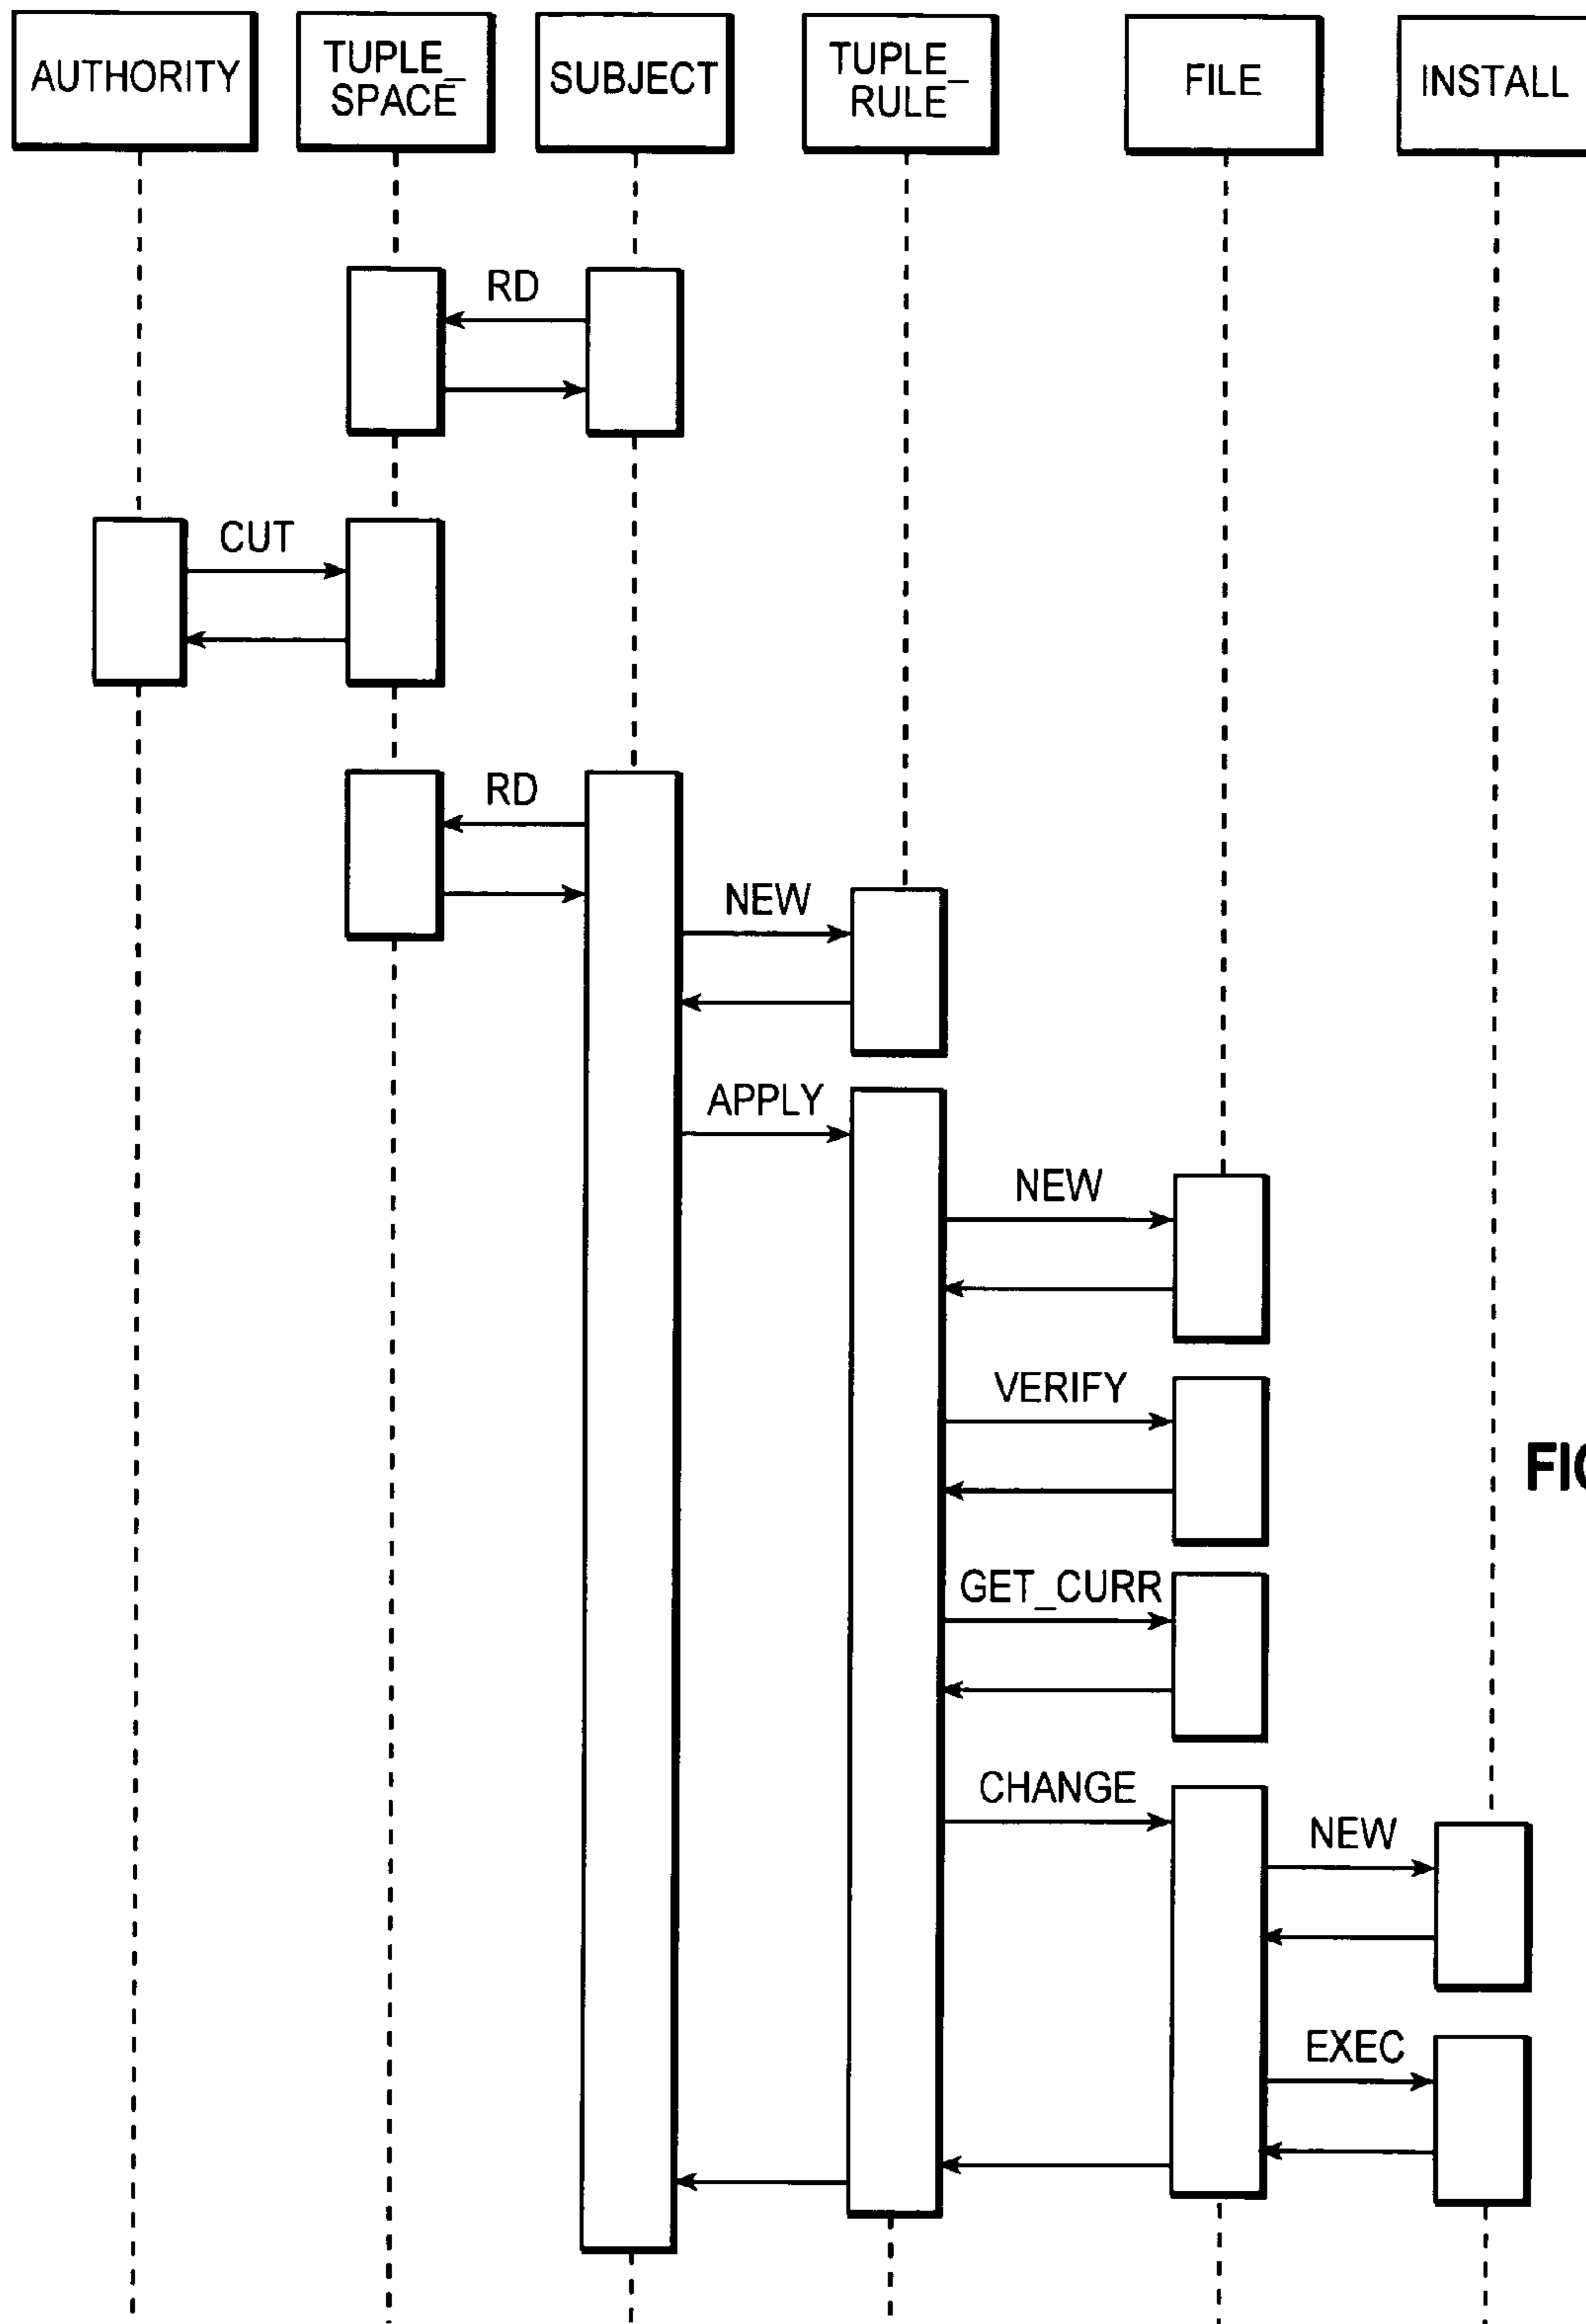 AUTHORITY
TUPLE_
SPACE
SUBJECT
TUPLE_
RULE
FILE
INSTALL
RD
CUT
RD
NEW
APPLY
NEW
VERIFY
GET_CURR
CHANGE
NEW
EXEC